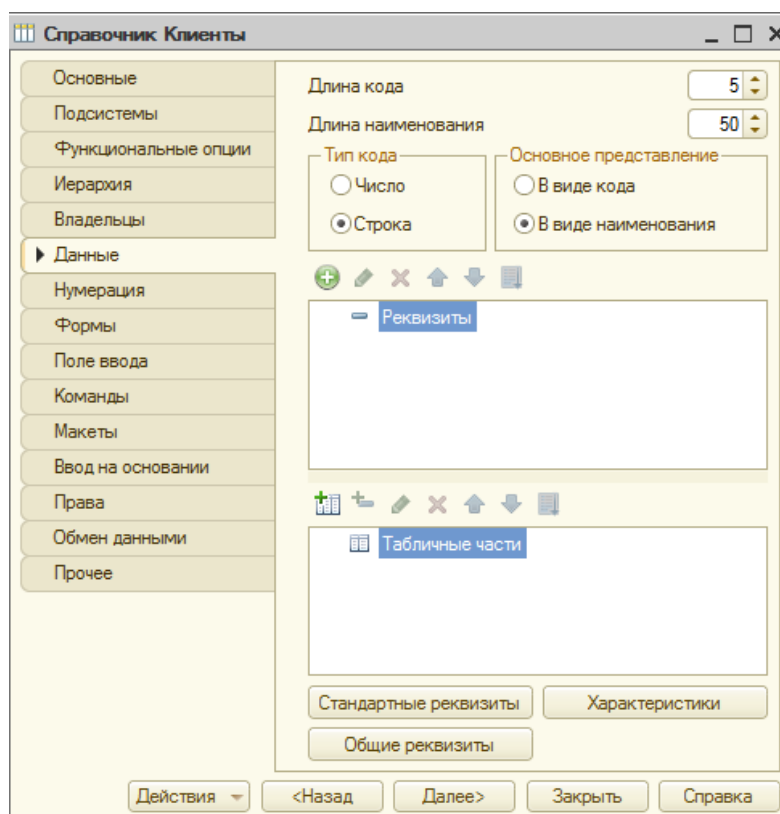 Справочник Клиенты
Основные
Подсистемы
Функциональные опции
Иерархия
Владельцы
Данные
Нумерация
Формы
Поле ввода
Команды
Макеты
Ввод на основании
Права
Обмен данными
Прочее
Длина кода 5
Длина наименования 50
Тип кода
Число
Строка
Основное представление
В виде кода
В виде наименования
Реквизиты
Табличные части
Стандартные реквизиты Характеристики
Общие реквизиты
Действия <Назад Далее> Закрыть Справка